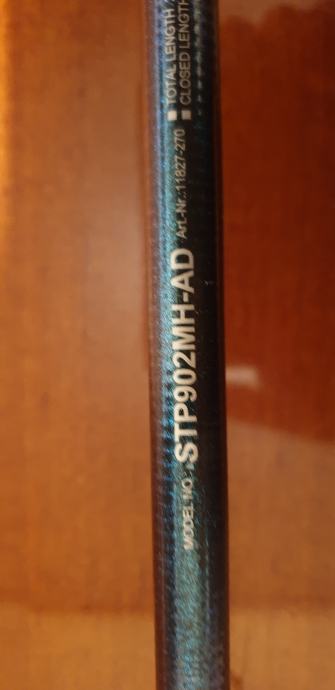 MODEL NO. STP902MH-AD Art.-Nr.:11827-270
■ TOTAL LENGTH
■ CLOSED LENGTH